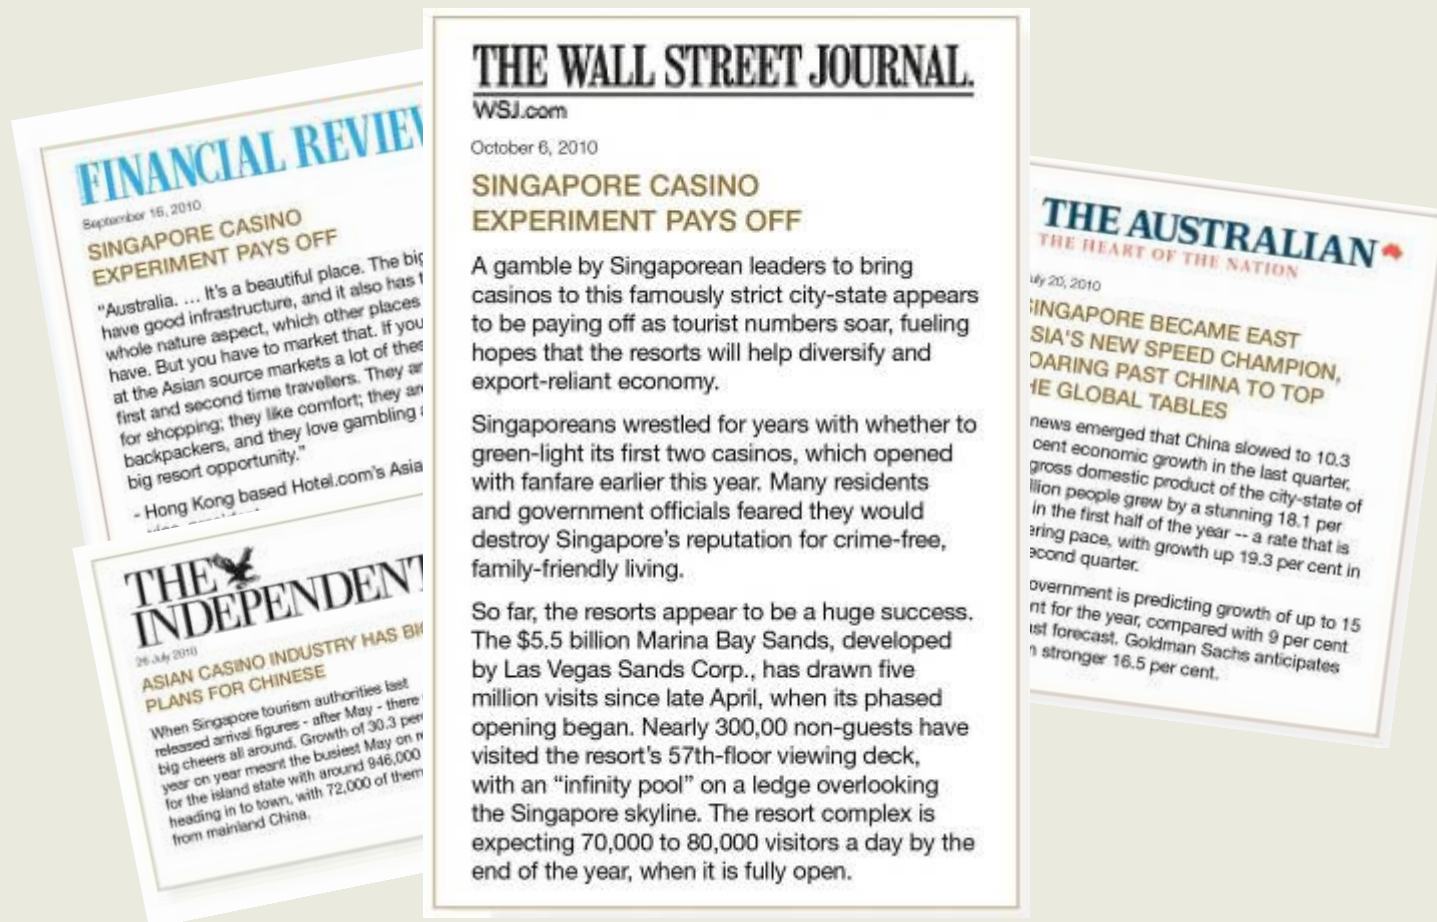 FINANCIAL REVIEW
September 16, 2010
SINGAPORE CASINO
EXPERIMENT PAYS OFF
"Australia. … It's a beautiful place. The big
have good infrastructure, and it also has
whole nature aspect, which other places
have. But you have to market that. If you
at the Asian source markets a lot of
first and second time travellers. They
for shopping; they like comfort; they
backpackers, and they love gambling
big resort opportunity."
- Hong Kong based Hotel.com's Asia
THE
INDEPENDENT
26 July 2010
ASIAN CASINO INDUSTRY HAS
PLANS FOR CHINESE
When Singapore tourism authorities last
released arrival figures - after May - there
big cheers all around. Growth of 30.3
year on year meant the busiest May on
for the island state with around 946,000
heading in to town, with 72,000 of them
from mainland China.
THE WALL STREET JOURNAL.
WSJ.com
October 6, 2010
SINGAPORE CASINO
EXPERIMENT PAYS OFF
A gamble by Singaporean leaders to bring
casinos to this famously strict city-state appears
to be paying off as tourist numbers soar, fueling
hopes that the resorts will help diversify and
export-reliant economy.
Singaporeans wrestled for years with whether to
green-light its first two casinos, which opened
with fanfare earlier this year. Many residents
and government officials feared they would
destroy Singapore's reputation for crime-free,
family-friendly living.
So far, the resorts appear to be a huge success.
The $5.5 billion Marina Bay Sands, developed
by Las Vegas Sands Corp., has drawn five
million visits since late April, when its phased
opening began. Nearly 300,00 non-guests have
visited the resort's 57th-floor viewing deck,
with an "infinity pool" on a ledge overlooking
the Singapore skyline. The resort complex is
expecting 70,000 to 80,000 visitors a day by the
end of the year, when it is fully open.
THE AUSTRALIAN
THE HEART OF THE NATION
July 20, 2010
SINGAPORE BECAME EAST
ASIA'S NEW SPEED CHAMPION,
ROARING PAST CHINA TO TOP
THE GLOBAL TABLES
news emerged that China slowed to 10.3
cent economic growth in the last quarter,
gross domestic product of the city-state of
people grew by a stunning 18.1 per
in the first half of the year -- a rate that is
pace, with growth up 19.3 per cent in
second quarter.
government is predicting growth of up to 15
for the year, compared with 9 per cent
forecast. Goldman Sachs anticipates
stronger 16.5 per cent.